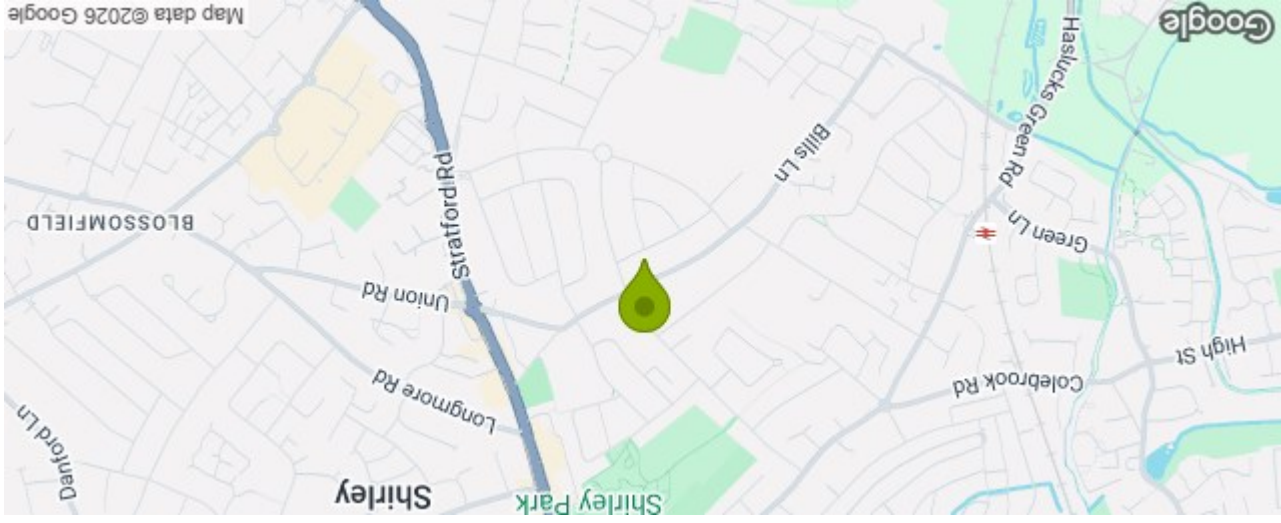 Shirley Park
Shirley
Danford Ln
Longmore Rd
Colebrook Rd
High St
Union Rd
Stratford Rd
BLOSSOMFIELD
Green Ln
Bills Ln
Haslucks Green Rd
Google
Map data ©2026 Google